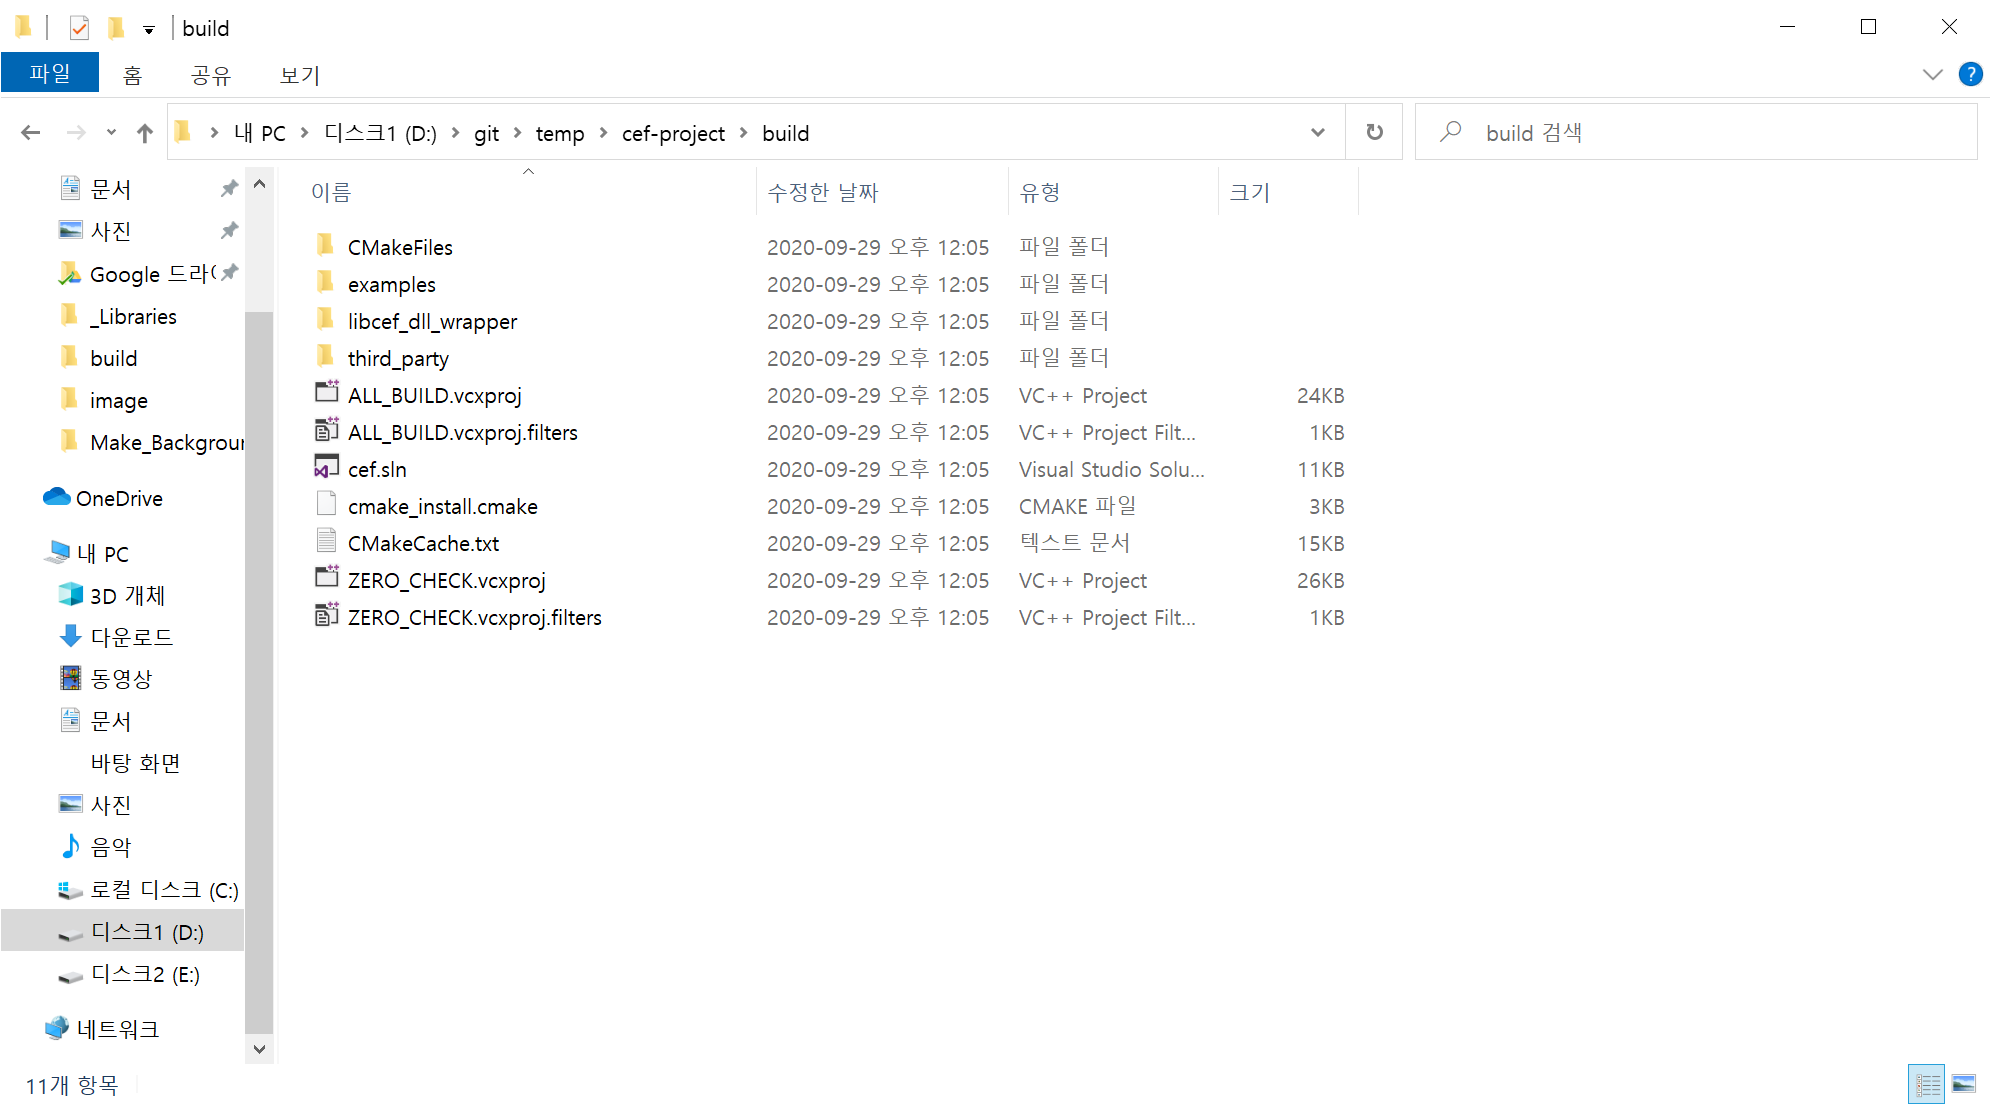 build
파일 홈 공유 보기
내 PC 디스크1 (D:) git temp cef-project build
build 검색
문서
사진
Google 드라이
_Libraries
build
image
Make_Backgroun
OneDrive
내 PC
3D 개체
다운로드
동영상
문서
바탕 화면
사진
음악
로컬 디스크 (C:)
디스크1 (D:)
디스크2 (E:)
네트워크
이름 수정한 날짜 유형 크기
CMakeFiles 2020-09-29 오후 12:05 파일 폴더
examples 2020-09-29 오후 12:05 파일 폴더
libcef_dll_wrapper 2020-09-29 오후 12:05 파일 폴더
third_party 2020-09-29 오후 12:05 파일 폴더
ALL_BUILD.vcxproj 2020-09-29 오후 12:05 VC++ Project 24KB
ALL_BUILD.vcxproj.filters 2020-09-29 오후 12:05 VC++ Project Filt... 1KB
cef.sln 2020-09-29 오후 12:05 Visual Studio Solu... 11KB
cmake_install.cmake 2020-09-29 오후 12:05 CMAKE 파일 3KB
CMakeCache.txt 2020-09-29 오후 12:05 텍스트 문서 15KB
ZERO_CHECK.vcxproj 2020-09-29 오후 12:05 VC++ Project 26KB
ZERO_CHECK.vcxproj.filters 2020-09-29 오후 12:05 VC++ Project Filt... 1KB
11개 항목